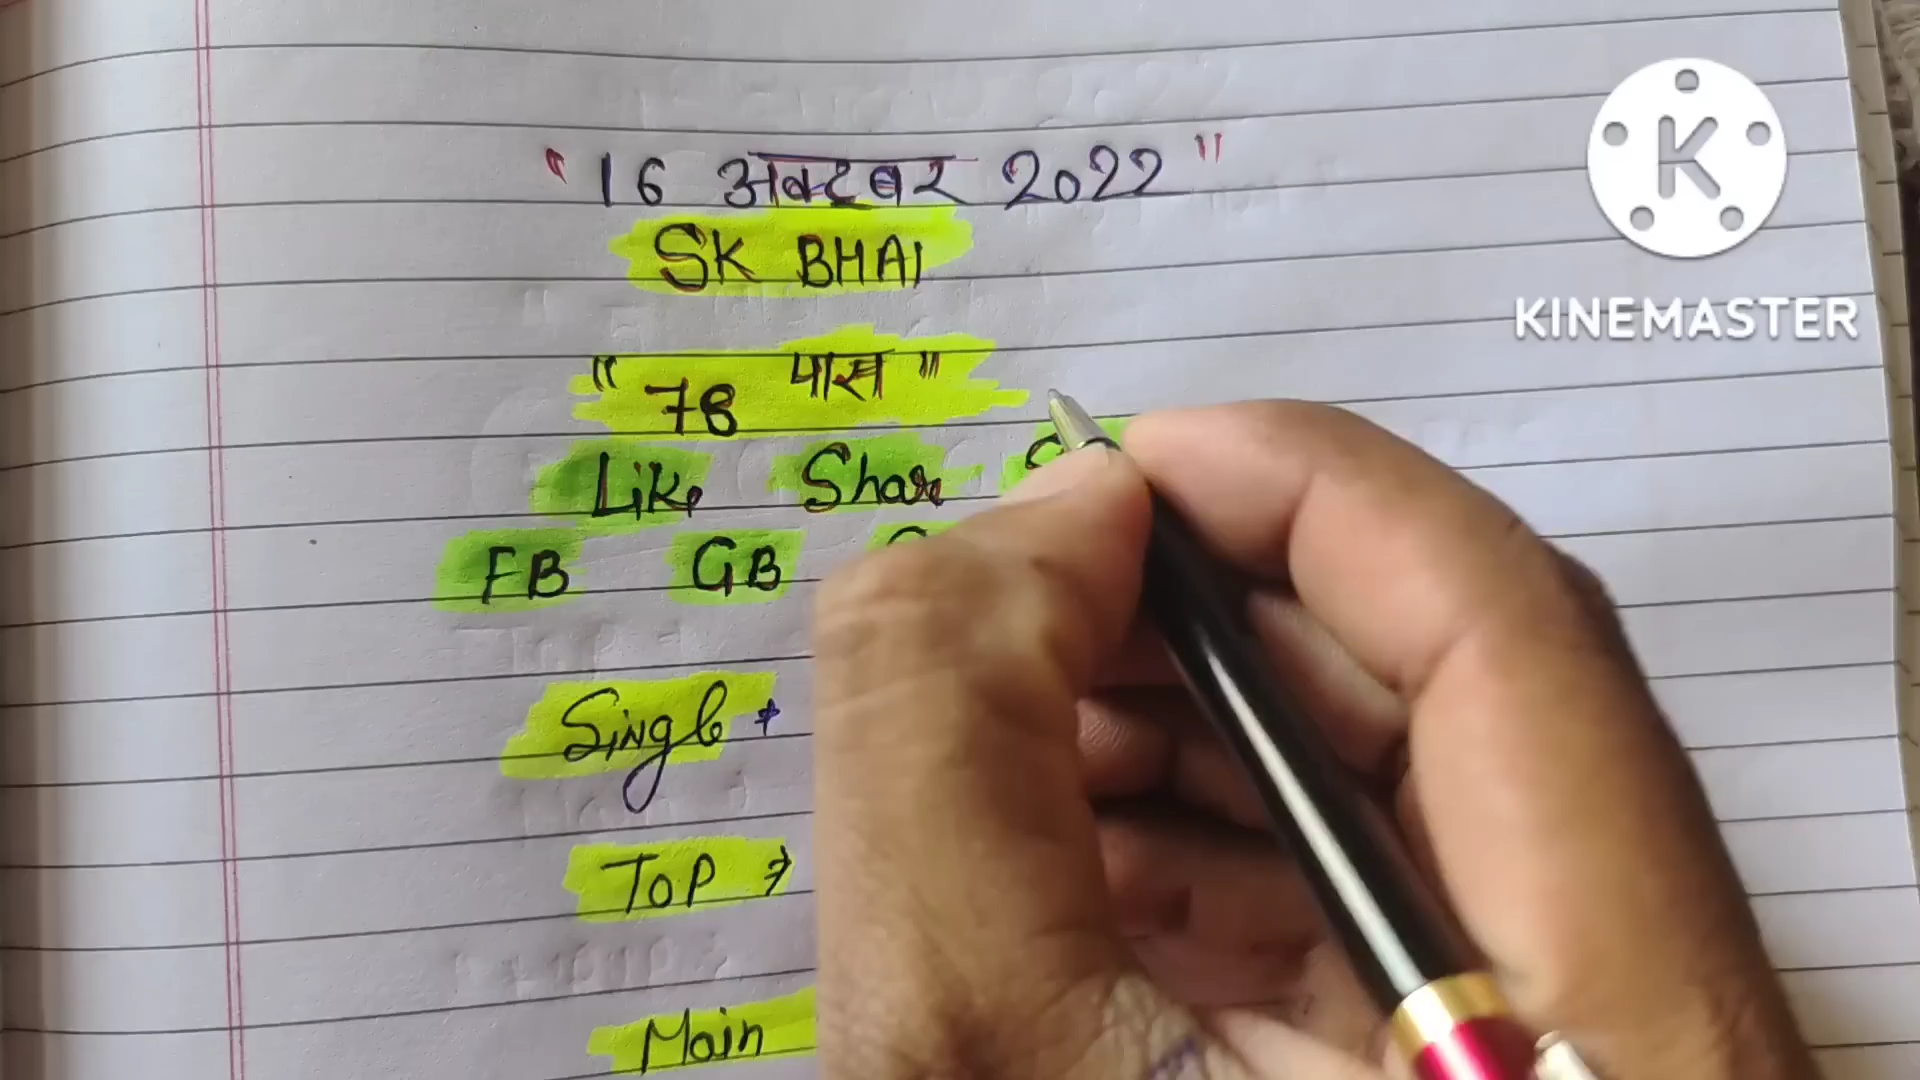 "16 अक्टूबर 2022"
SK BHAI
"78 पास"
Like Share
FB GB
Single
TOP
Main
KINEMASTER